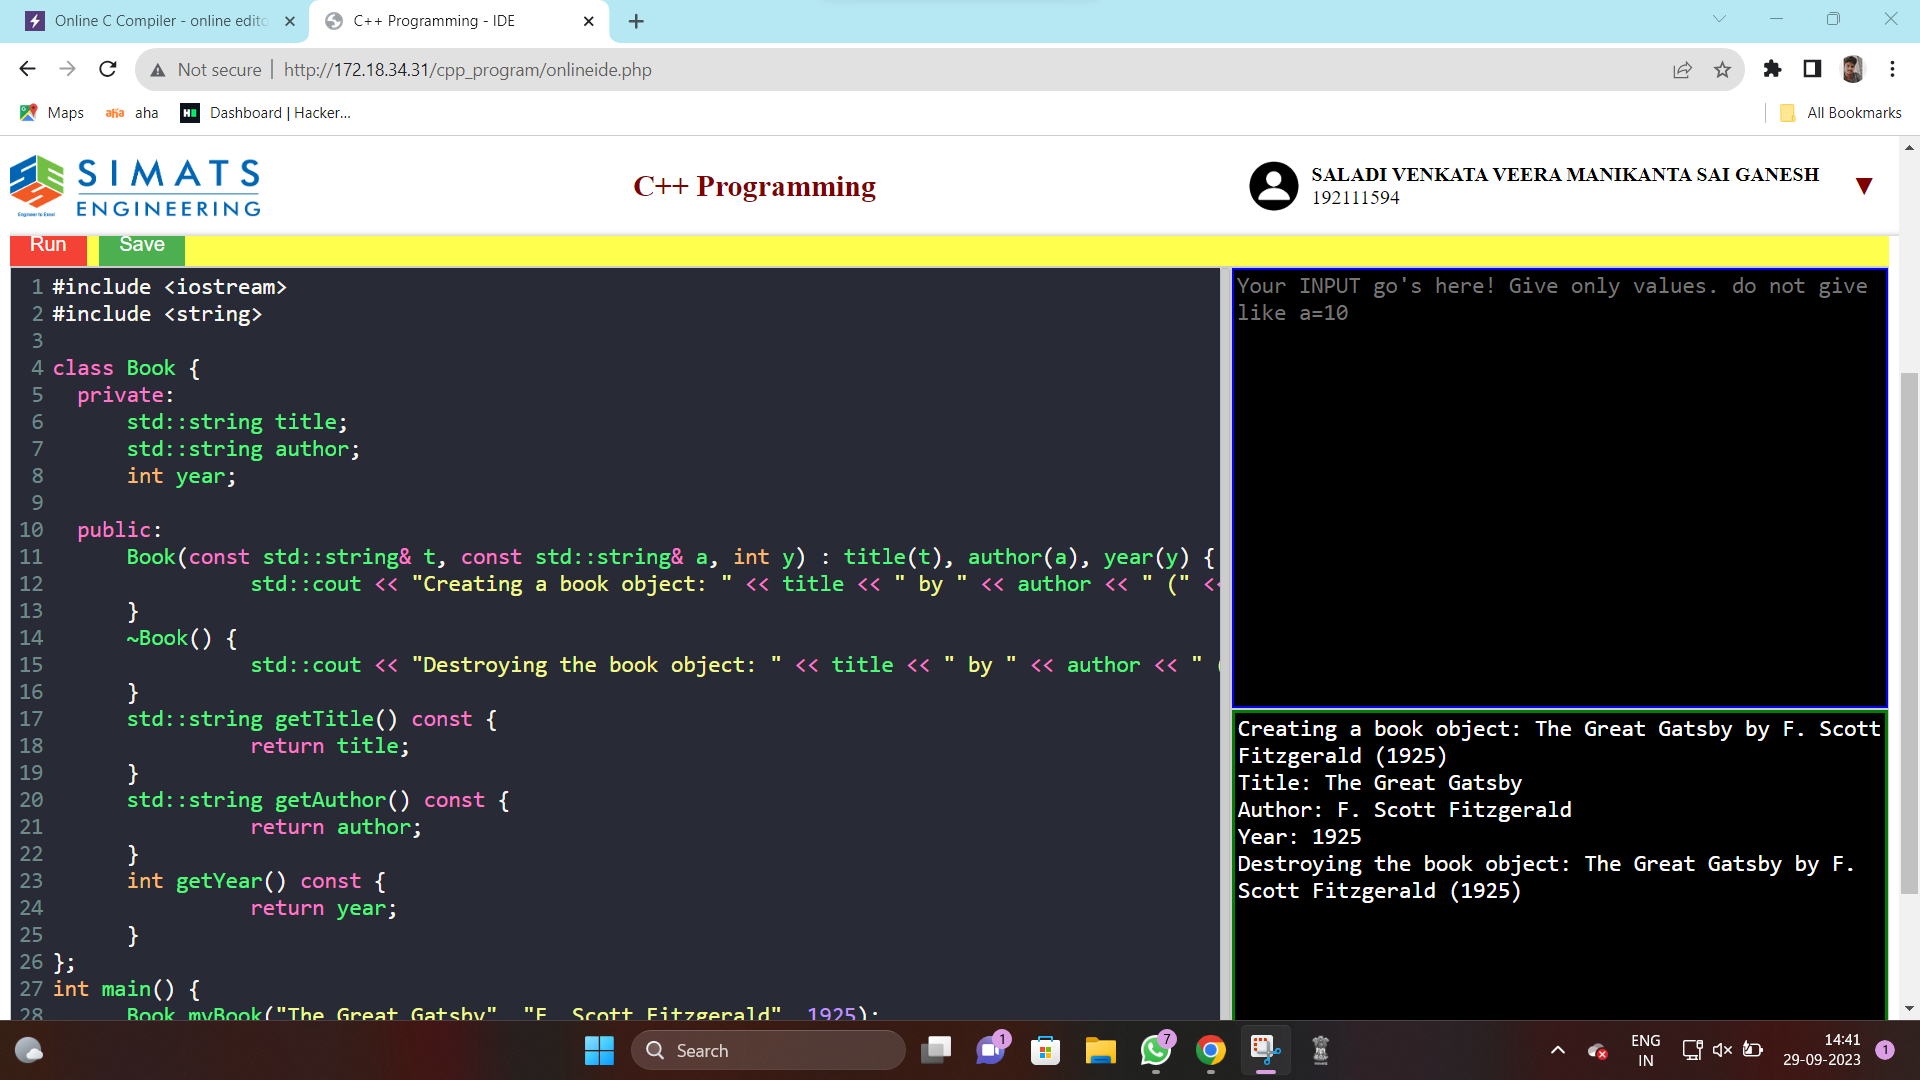 Online C Compiler - online edito
C++ Programming - IDE
Not secure | http://172.18.34.31/cpp_program/onlineide.php
Maps
aha aha
H Dashboard | Hacker...
All Bookmarks
SIMATS
ENGINEERING
Engineer to Excel
C++ Programming
SALADI VENKATA VEERA MANIKANTA SAI GANESH
192111594
Run
Save
1 #include <iostream>
2 #include <string>
3
4 class Book {
5 private:
6 std::string title;
7 std::string author;
8 int year;
9
10 public:
11 Book(const std::string& t, const std::string& a, int y) : title(t), author(a), year(y) {
12 std::cout << "Creating a book object: " << title << " by " << author << " (" <<
13 }
14 ~Book() {
15 std::cout << "Destroying the book object: " << title << " by " << author << " (
16 }
17 std::string getTitle() const {
18 return title;
19 }
20 std::string getAuthor() const {
21 return author;
22 }
23 int getYear() const {
24 return year;
25 }
26 };
27 int main() {
28 Book myBook("The Great Gatsby", "F. Scott Fitzgerald", 1925);
Your INPUT go's here! Give only values. do not give
like a=10
Creating a book object: The Great Gatsby by F. Scott
Fitzgerald (1925)
Title: The Great Gatsby
Author: F. Scott Fitzgerald
Year: 1925
Destroying the book object: The Great Gatsby by F.
Scott Fitzgerald (1925)
Search
1
7
ENG
IN
14:41
29-09-2023
1